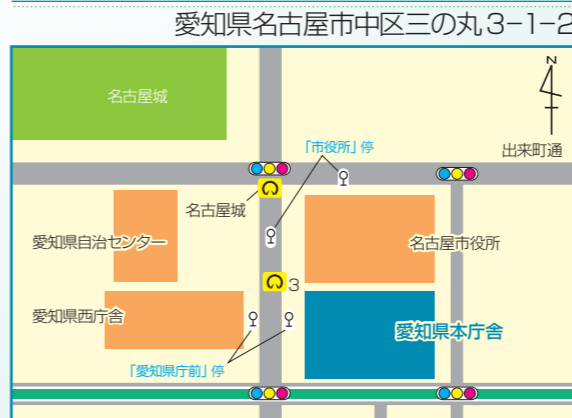 愛知県名古屋市中区三の丸3-1-2
名古屋城
N
「市役所」停
出来町通
名古屋城
愛知県自治センター
名古屋市役所
3
愛知県西庁舎
愛知県本庁舎
「愛知県庁前」停